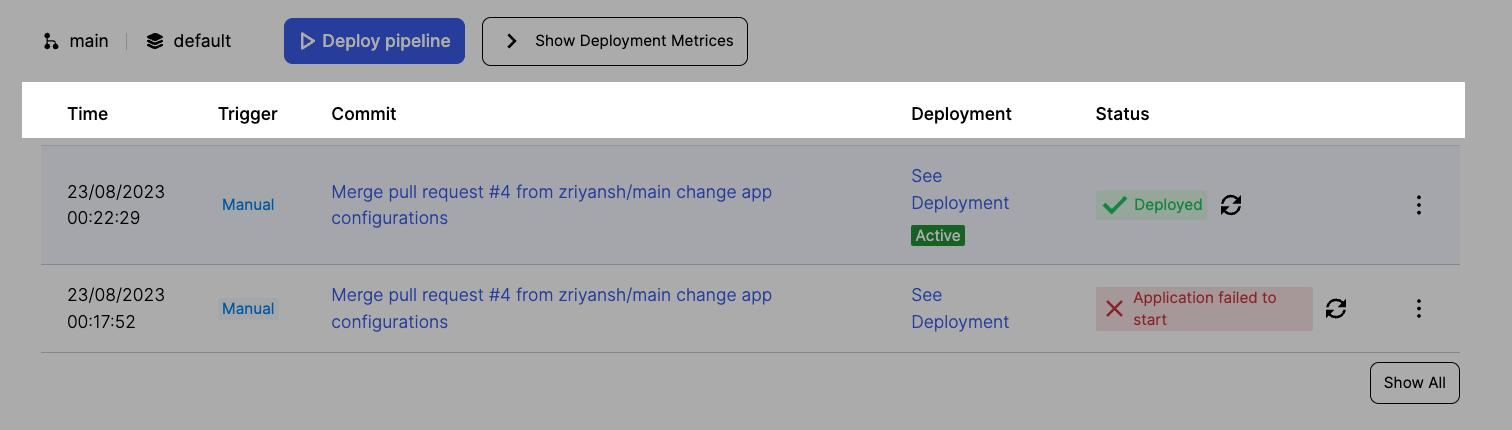 main default Deploy pipeline Show Deployment Metrices
Time Trigger Commit Deployment Status
23/08/2023
00:22:29
Manual
Merge pull request #4 from zriyansh/main change app
configurations
See
Deployment
Active
Deployed
23/08/2023
00:17:52
Manual
Merge pull request #4 from zriyansh/main change app
configurations
See
Deployment
Application failed to
start
Show All